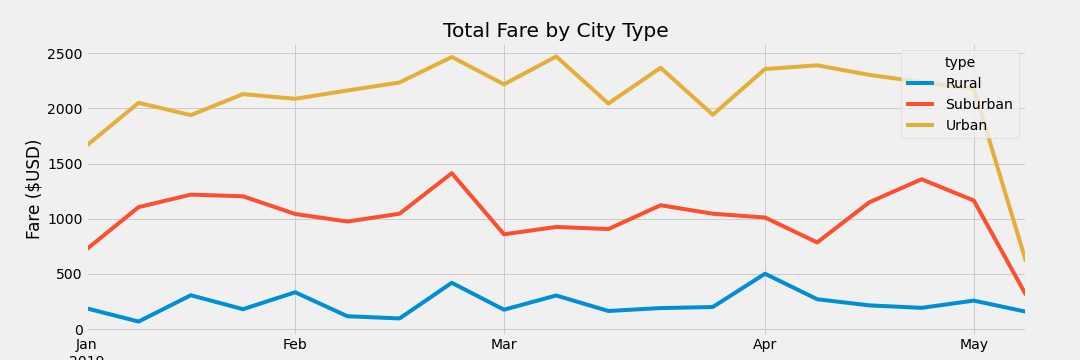 Total Fare by City Type
Fare ($USD)
2500
2000
1500
1000
500
0
type
Rural
Suburban
Urban
Jan
Feb
Mar
Apr
May
2019